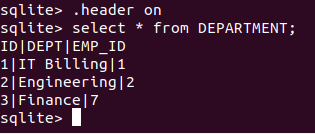 sqlite> .header on
sqlite> select * from DEPARTMENT;
ID|DEPT|EMP_ID
1|IT Billing|1
2|Engineering|2
3|Finance|7
sqlite>